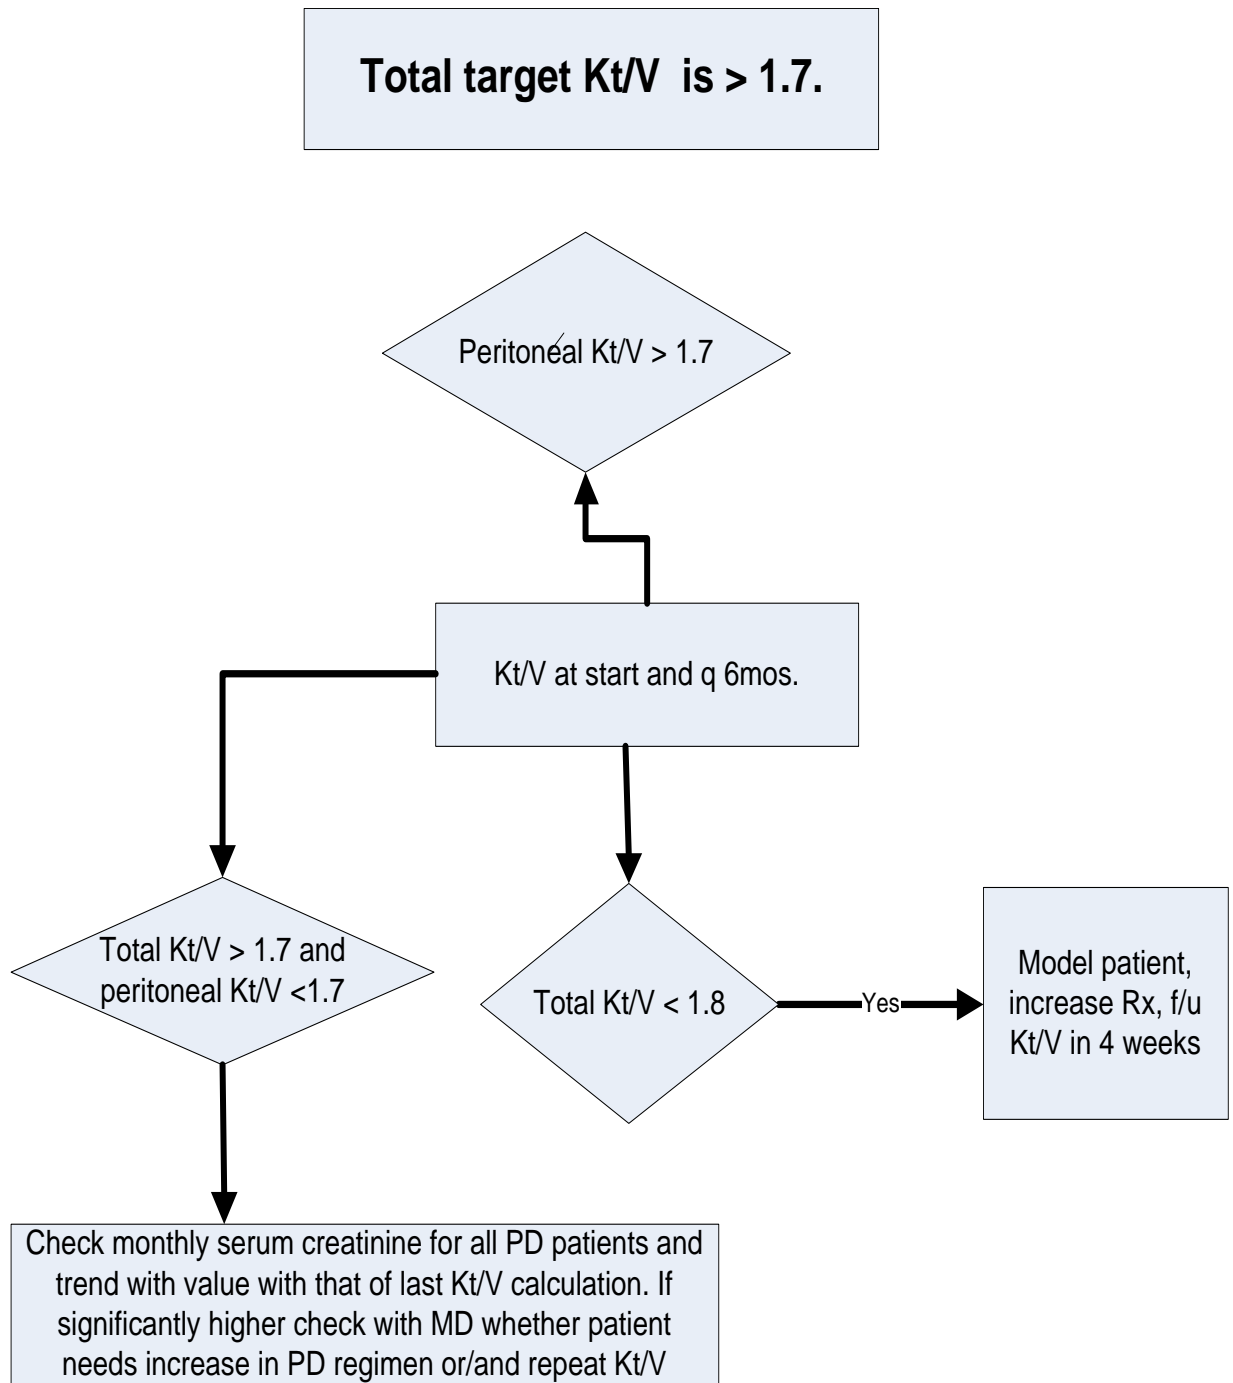 Total target Kt/V is > 1.7.
Peritoneal Kt/V > 1.7
Kt/V at start and q 6mos.
Total Kt/V > 1.7 and
peritoneal Kt/V <1.7
Total Kt/V < 1.8
Yes
Model patient,
increase Rx, f/u
Kt/V in 4 weeks
Check monthly serum creatinine for all PD patients and
trend with value with that of last Kt/V calculation. If
significantly higher check with MD whether patient
needs increase in PD regimen or/and repeat Kt/V